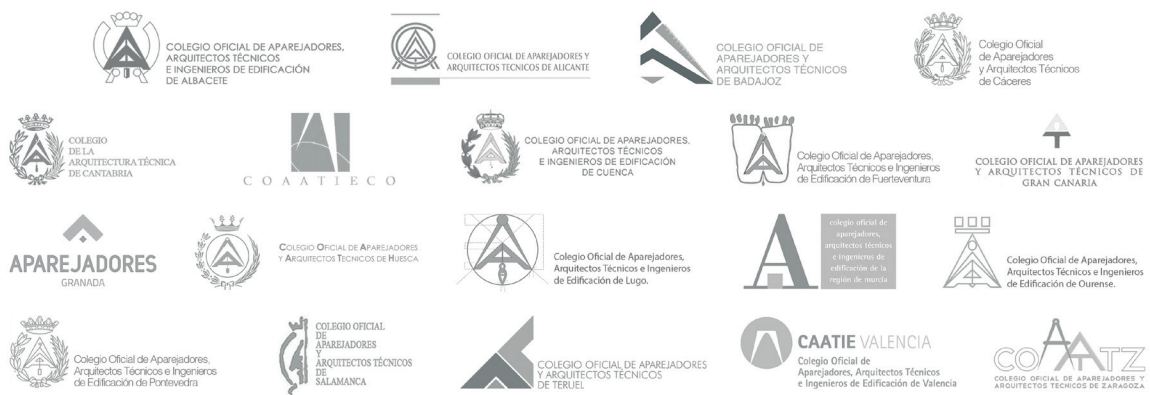 COLEGIO OFICIAL DE APAREJADORES,
ARQUITECTOS TÉCNICOS
E INGENIEROS DE EDIFICACIÓN
DE ALBACETE
COLEGIO OFICIAL DE APAREJADORES Y
ARQUITECTOS TECNICOS DE ALICANTE
COLEGIO OFICIAL DE
APAREJADORES Y
ARQUITECTOS TÉCNICOS
DE BADAJOZ
Colegio Oficial
de Aparejadores
y Arquitectos Técnicos
de Cáceres
COLEGIO
DE LA
ARQUITECTURA TÉCNICA
DE CANTABRIA
COAATIECO
COLEGIO OFICIAL DE APAREJADORES,
ARQUITECTOS TÉCNICOS
E INGENIEROS DE EDIFICACIÓN
DE CUENCA
Colegio Oficial de Aparejadores,
Arquitectos Técnicos e Ingenieros
de Edificación de Fuerteventura
COLEGIO OFICIAL DE APAREJADORES
Y ARQUITECTOS TÉCNICOS DE
GRAN CANARIA
APAREJADORES
GRANADA
COLEGIO OFICIAL DE APAREJADORES
Y ARQUITECTOS TECNICOS DE HUESCA
Colegio Oficial de Aparejadores,
Arquitectos Técnicos e Ingenieros
de Edificación de Lugo.
colegio oficial de
aparejadores,
arquitectos técnicos
e ingenieros de
edificación de la
región de murcia
Colegio Oficial de Aparejadores,
Arquitectos Técnicos e Ingenieros
de Edificación de Ourense.
Colegio Oficial de Aparejadores,
Arquitectos Técnicos e Ingenieros
de Edificación de Pontevedra
COLEGIO OFICIAL
DE
APAREJADORES
Y
ARQUITECTOS TÉCNICOS
DE
SALAMANCA
COLEGIO OFICIAL DE APAREJADORES
Y ARQUITECTOS TÉCNICOS
DE TERUEL
CAATIE VALENCIA
Colegio Oficial de
Aparejadores, Arquitectos Técnicos
e Ingenieros de Edificación de Valencia
COAATZ
COLEGIO OFICIAL DE APAREJADORES Y
ARQUITECTOS TECNICOS DE ZARAGOZA